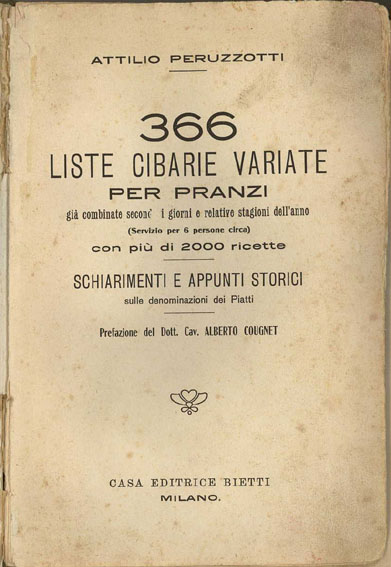 ATTILIO PERUZZOTTI
366
LISTE CIBARIE VARIATE
PER PRANZI
già combinate second' i giorni e relative stagioni dell'anno
(Servizio per 6 persone circa)
con più di 2000 ricette
SCHIARIMENTI E APPUNTI STORICI
sulle denominazioni dei Piatti
Prefazione del Dott. Cav. ALBERTO COUGNET
CASA EDITRICE BIETTI
MILANO.